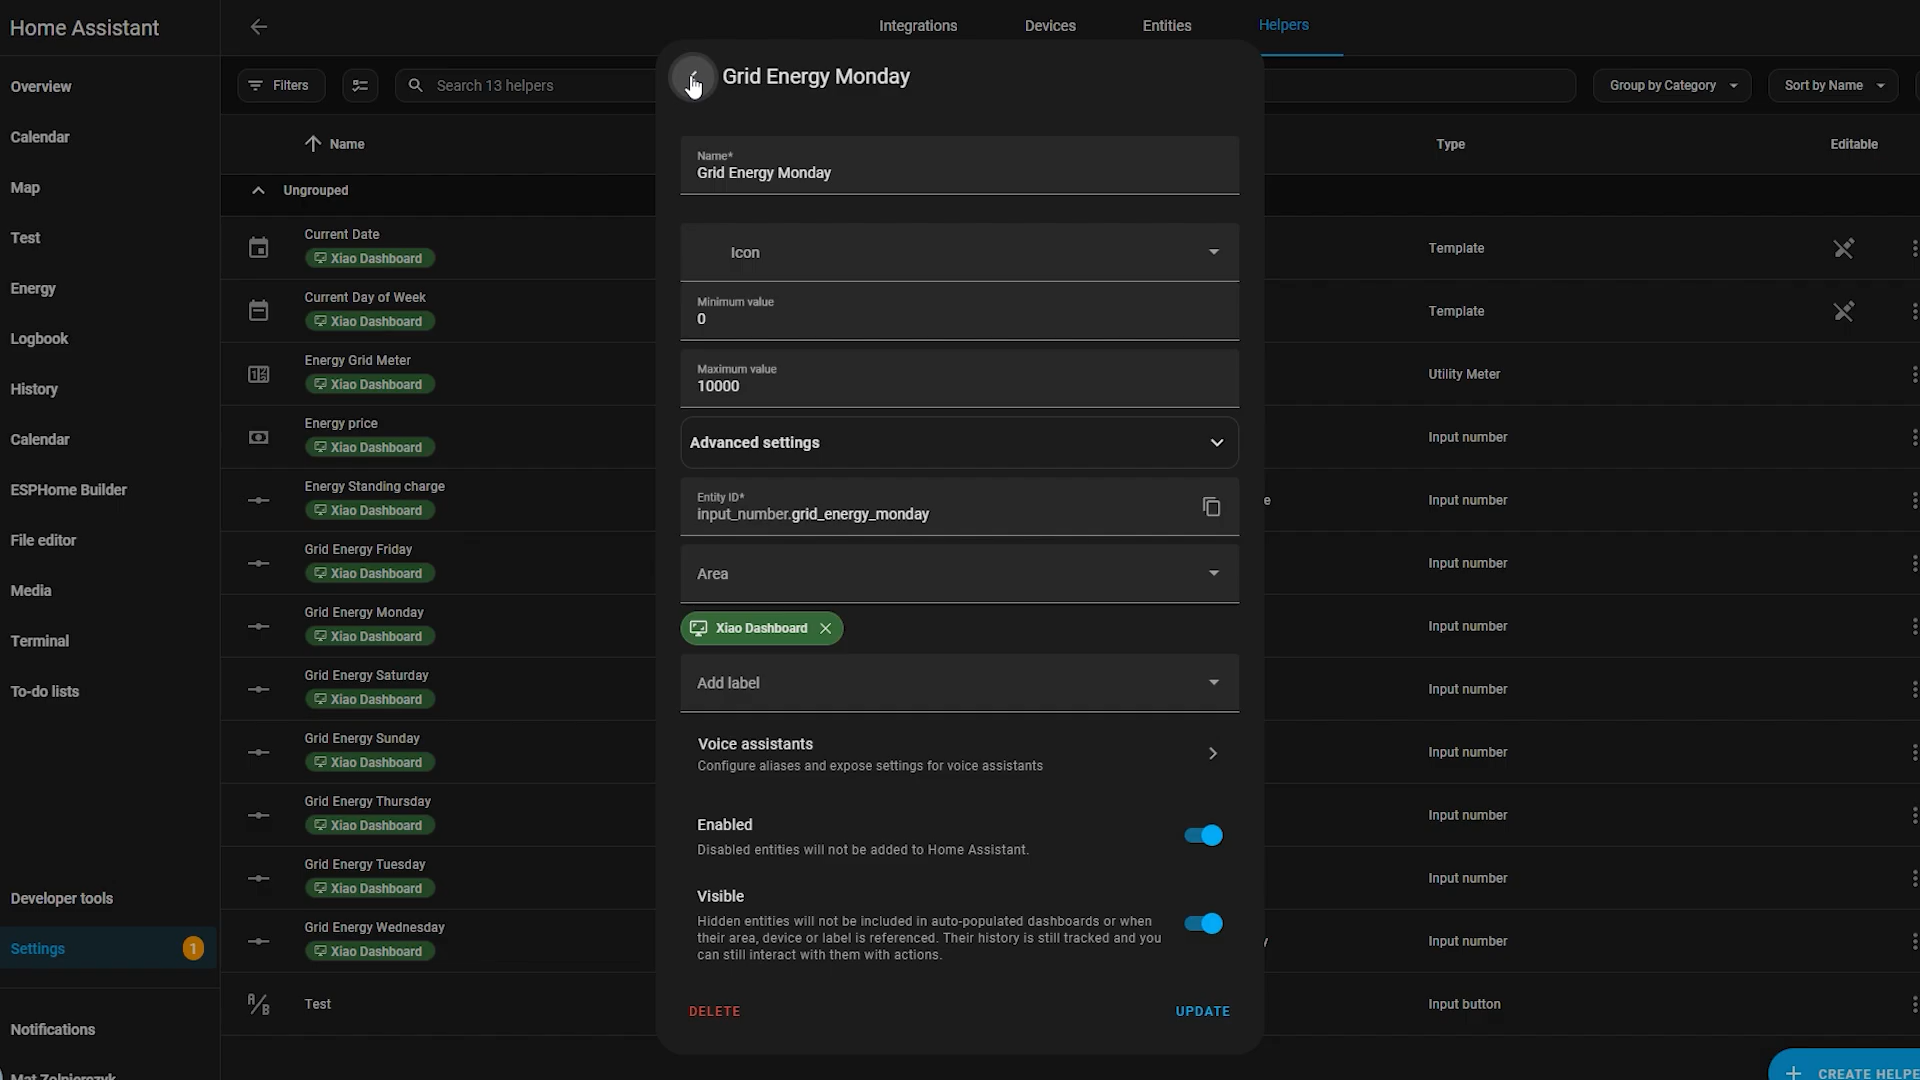 Home Assistant
Integrations
Devices
Entities
Helpers
Overview
Calendar
Map
Test
Energy
Logbook
History
Calendar
ESPHome Builder
File editor
Media
Terminal
To-do lists
Developer tools
Settings
1
Notifications
Mat Zolnierczyk
Filters
Search 13 helpers
Group by Category
Sort by Name
Name
Type
Editable
Ungrouped
Current Date
Xiao Dashboard
Template
Current Day of Week
Xiao Dashboard
Template
Energy Grid Meter
Xiao Dashboard
Utility Meter
Energy price
Xiao Dashboard
Input number
Energy Standing charge
Xiao Dashboard
e
Input number
Grid Energy Friday
Xiao Dashboard
Input number
Grid Energy Monday
Xiao Dashboard
Input number
Grid Energy Saturday
Xiao Dashboard
Input number
Grid Energy Sunday
Xiao Dashboard
Input number
Grid Energy Thursday
Xiao Dashboard
Input number
Grid Energy Tuesday
Xiao Dashboard
Input number
Grid Energy Wednesday
Xiao Dashboard
y
Input number
Test
Input button
CREATE HELPE
Grid Energy Monday
Name*
Grid Energy Monday
Icon
Minimum value
0
Maximum value
10000
Advanced settings
Entity ID*
input_number.grid_energy_monday
Area
Xiao Dashboard
Add label
Voice assistants
Configure aliases and expose settings for voice assistants
Enabled
Disabled entities will not be added to Home Assistant.
Visible
Hidden entities will not be included in auto-populated dashboards or when
their area, device or label is referenced. Their history is still tracked and you
can still interact with them with actions.
DELETE
UPDATE